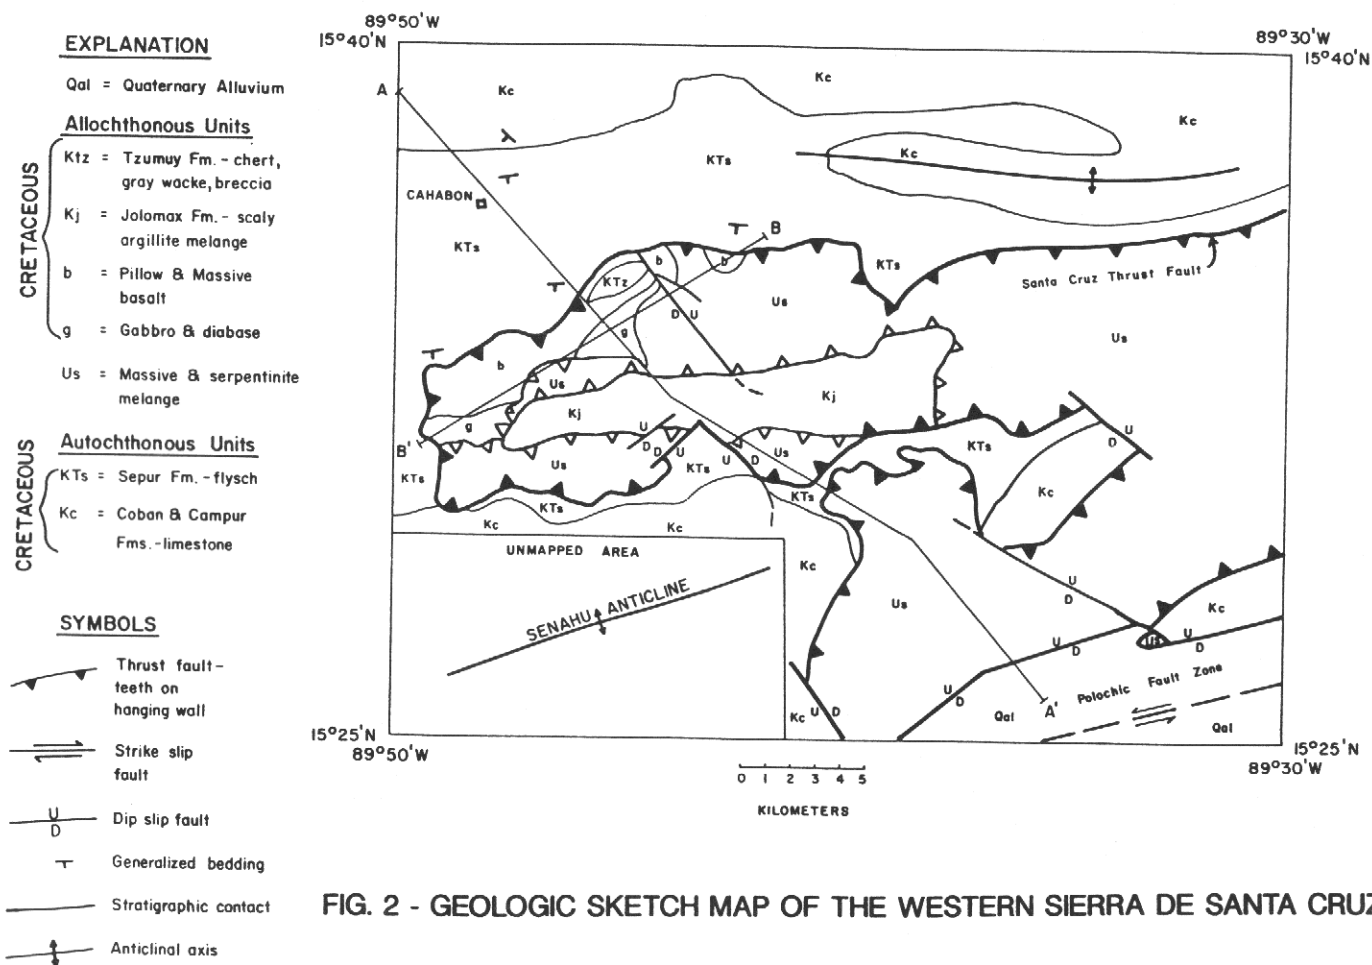 EXPLANATION
Qal = Quaternary Alluvium
Allochthonous Units
CRETACEOUS
Ktz = Tzumuy Fm. - chert,
gray wacke, breccia
Kj = Jolomax Fm. - scaly
argillite melange
b = Pillow & Massive
basalt
g = Gabbro & diabase
Us = Massive & serpentinite
melange
CRETACEOUS
Autochthonous Units
KTs = Sepur Fm. - flysch
Kc = Coban & Campur
Fms. - limestone
SYMBOLS
Thrust fault -
teeth on
hanging wall
Strike slip
fault
U
D
Dip slip fault
Generalized bedding
Stratigraphic contact
Anticlinal axis
89°50'W
15°40'N
89°30'W
15°40'N
A
Kc
Kc
Kc
Kc
KTs
CAHABON
KTs
B
b
b
KTz
KTs
Santa Cruz Thrust Fault
Us
D U
g
Us
b
Us
Kj
Kj
g
B'
U
D
D U
U D
Us
KTs
U
D
KTs
Us
KTs
Kc
KTs
KTs
Kc
Kc
UNMAPPED AREA
Kc
SENAHU ANTICLINE
Us
U
D
Kc
U
D
Us
U
D
Polochic Fault Zone
U
D
A'
Kc
U D
Qal
Qal
15°25'N
89°50'W
15°25'N
89°30'W
0 1 2 3 4 5
KILOMETERS
FIG. 2 - GEOLOGIC SKETCH MAP OF THE WESTERN SIERRA DE SANTA CRUZ